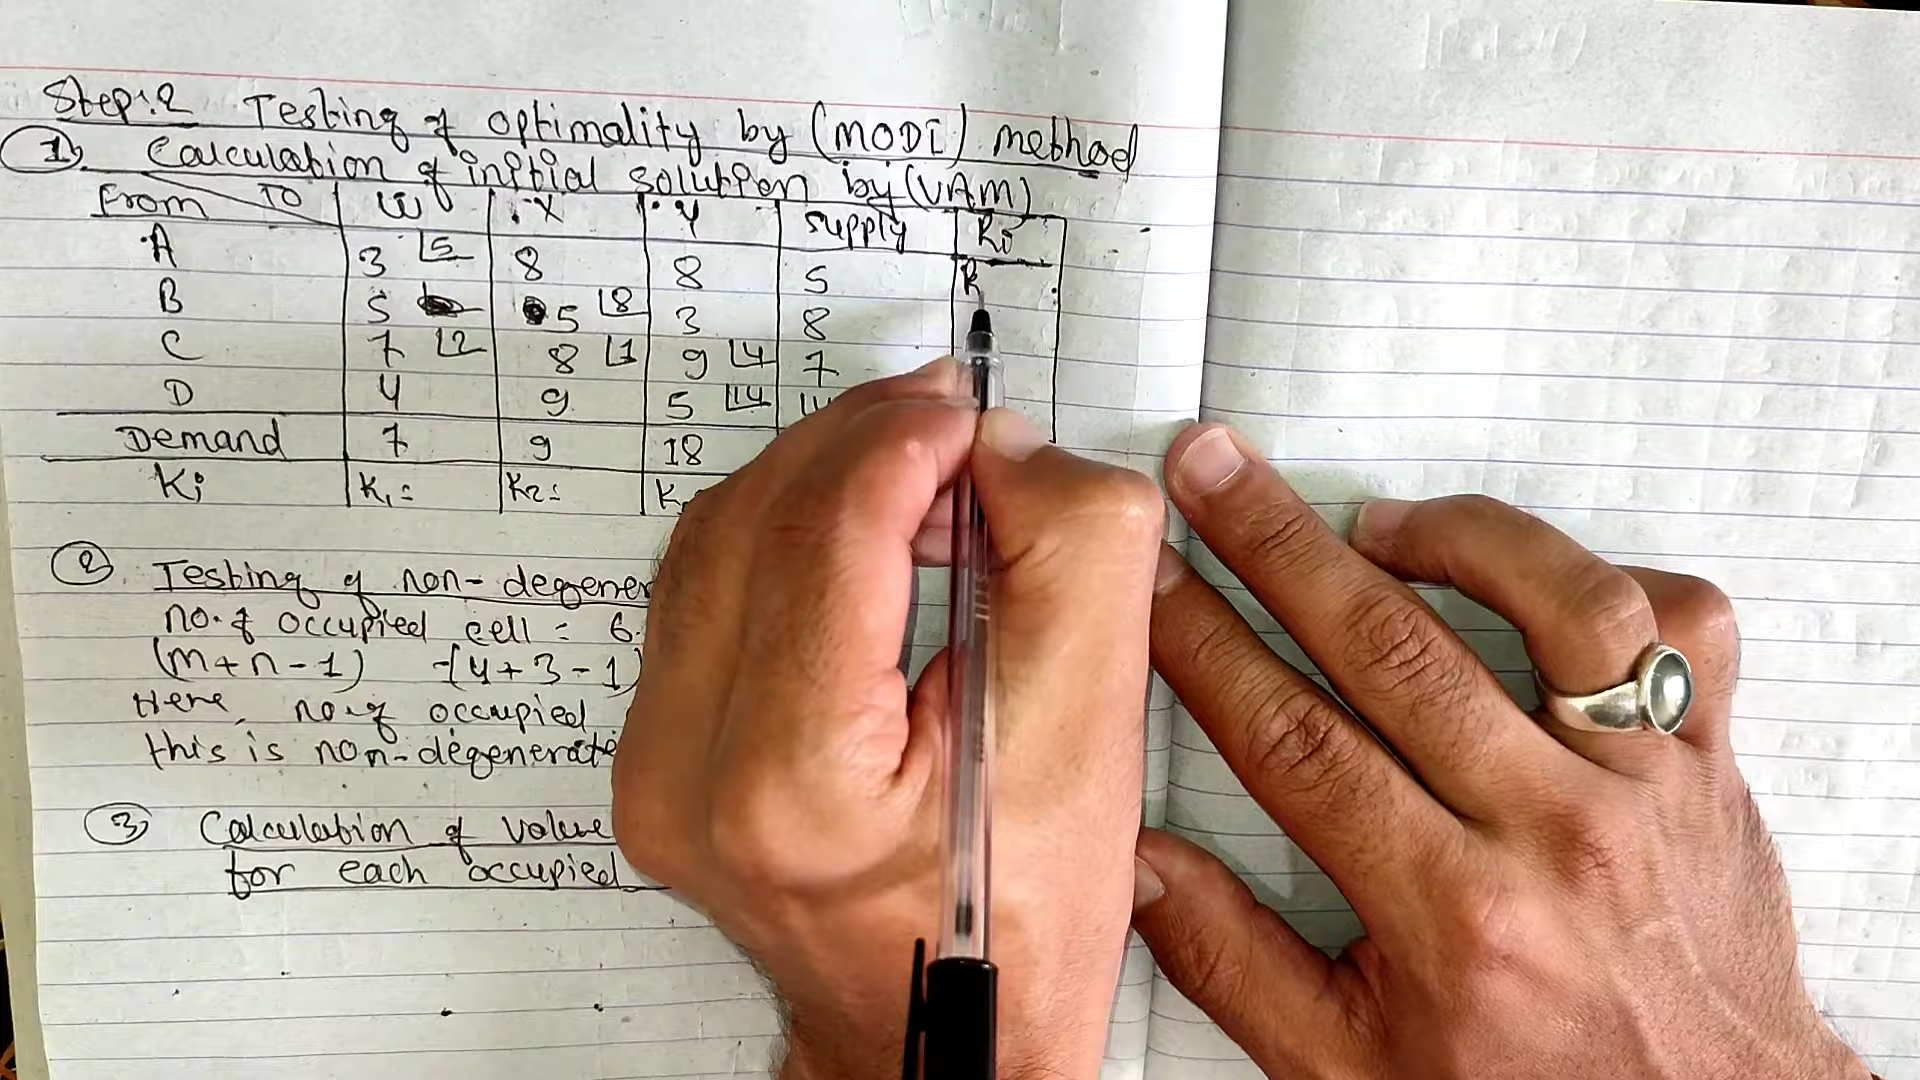 Step:2 Testing of optimality by (MODI) method
1). Calculation of initial solution by (VAM)
From TO W X Y Supply Ri
A 3 5 8 8 5 R
B 5 5 8 3 8
C 7 2 8 1 9 4 7
D 4 9 5 14
Demand 7 9 18
Ki K1= K2=
2. Testing of non-degener
no. of occupied cell = 6.
(m+n-1) -(4+3-1)
Here, no. of occupied
this is non-degenerate
3) Calculation of value
for each occupied